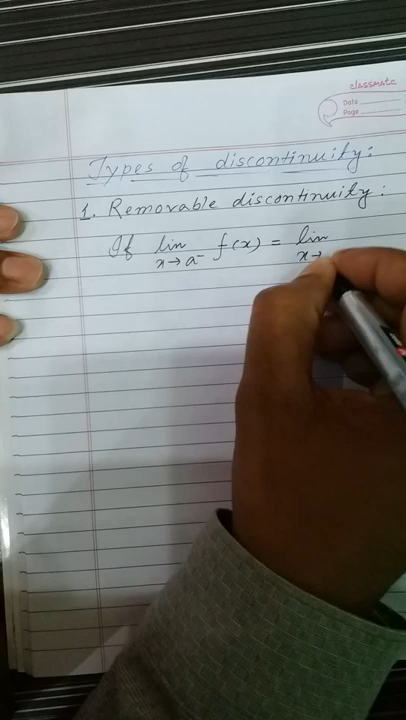 classmate
Date
Page
Types of discontinuity:
1. Removable discontinuity:
If lim f(x) = lim
x→a⁻ x→